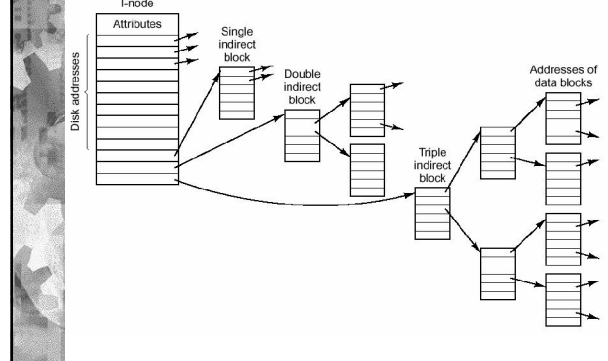 I-node
Attributes
Disk addresses
Single
indirect
block
Double
indirect
block
Triple
indirect
block
Addresses of
data blocks